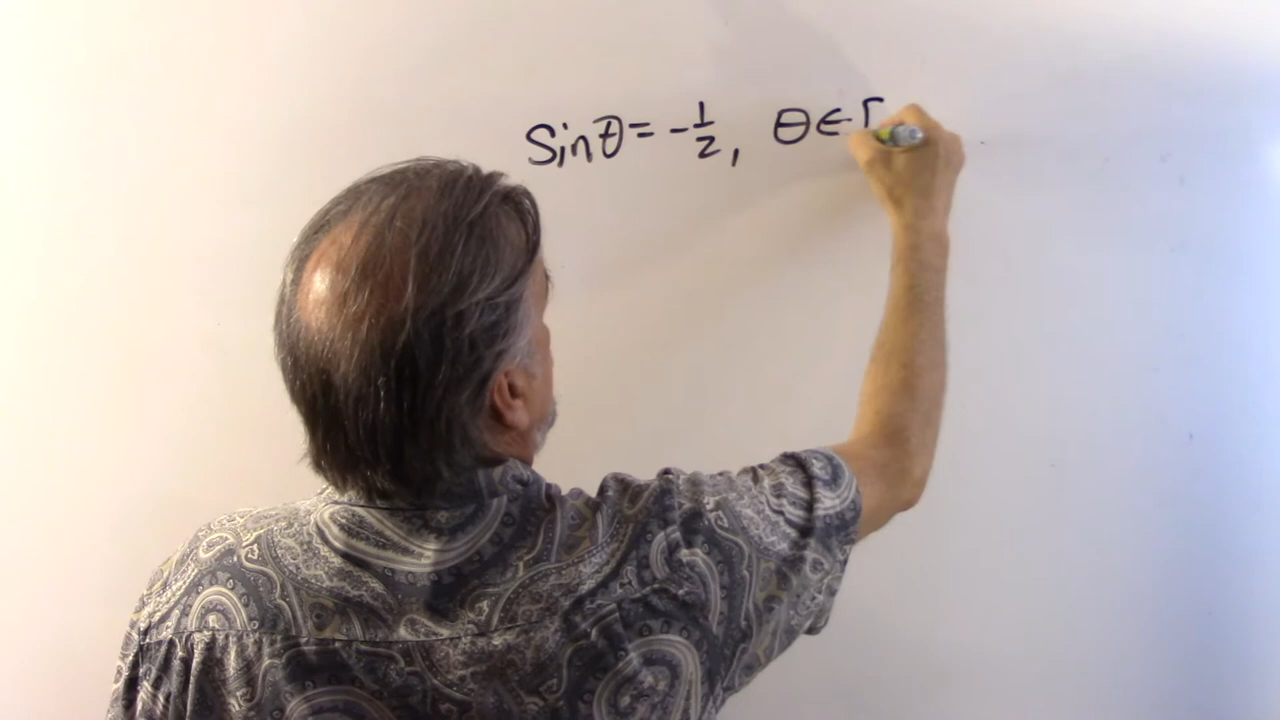 Sinθ = -1/2, θ ∈ [